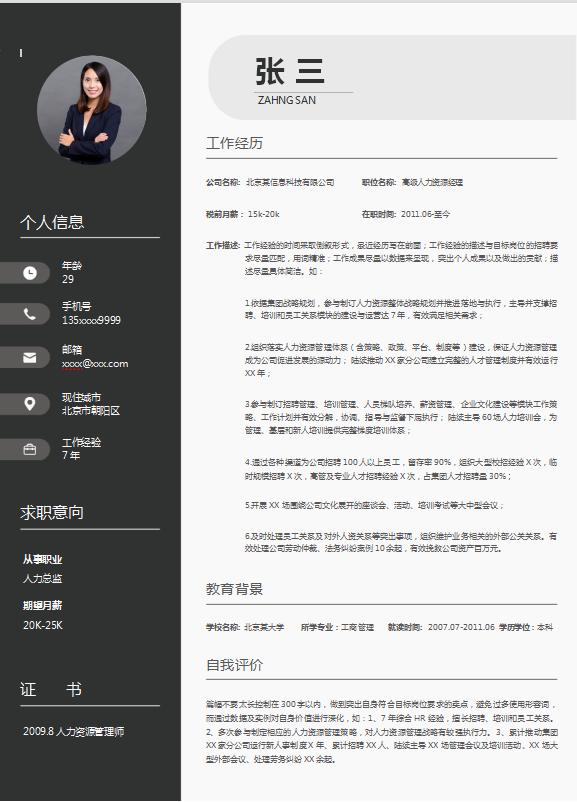 张 三
ZAHNG SAN
个人信息
年龄
29
手机号
135xxxx9999
邮箱
xxxx@xxx.com
现住城市
北京市朝阳区
工作经验
7 年
求职意向
从事职业
人力总监
期望月薪
20K-25K
证 书
2009.8 人力资源管理师
工作经历
公司名称: 北京某信息科技有限公司 职位名称: 高级人力资源经理
税前月薪: 15k-20k 在职时间: 2011.06-至今
工作描述: 工作经验的时间采取倒叙形式，最近经历写在前面；工作经验的描述与目标岗位的招聘要
求尽量匹配，用词精准；工作成果尽量以数据来呈现，突出个人成果以及做出的贡献；描
述尽量具体简洁。如：
1.依据集团战略规划，参与制订人力资源整体战略规划并推进落地与执行，主导并支撑招
聘、培训和员工关系模块的建设与运营达 7 年，有效满足相关需求；
2.组织落实人力资源管理体系（含策略、政策、平台、制度等）建设，保证人力资源管理
成为公司促进发展的源动力； 陆续推动 XX 家分公司建立完整的人才管理制度并有效运行
XX 年；
3.参与制订招聘管理、培训管理、人员梯队培养、薪资管理、企业文化建设等模块工作策
略、工作计划并有效分解，协调、指导与监督下属执行； 陆续主导 60 场人力培训会，为
管理、基层和新人培训提供完整梯度培训体系；
4.通过各种渠道为公司招聘 100 人以上员工，留存率 90%，组织大型校招经验 X 次，临
时规模招聘 X 次，高管及专业人才招聘经验 X 次，占集团人才招聘量 30%；
5.开展 XX 场围绕公司文化展开的座谈会、活动、培训考试等大中型会议；
6.及时处理员工关系及对外人资关系等突出事项，组织维护业务相关的外部公关关系。有
效处理公司劳动仲裁、法务纠纷案例 10 余起，有效挽救公司资产百万元。
教育背景
学校名称: 北京某大学 所学专业：工商管理 就读时间: 2007.07-2011.06 学历学位：本科
自我评价
篇幅不要太长控制在 300 字以内，做到突出自身符合目标岗位要求的卖点，避免过多使用形容词，
而通过数据及实例对自身价值进行深化，如：1、7 年综合 HR 经验，擅长招聘、培训和员工关系。
2、多次参与制定相应的人力资源管理策略，对人力资源管理战略有较强执行力。3、累计推动集团
XX 家分公司运行新人事制度 X 年、累计招聘 XX 人、陆续主导 XX 场管理会议及培训活动，XX 场大
型外部会议、处理劳务纠纷 XX 余起。